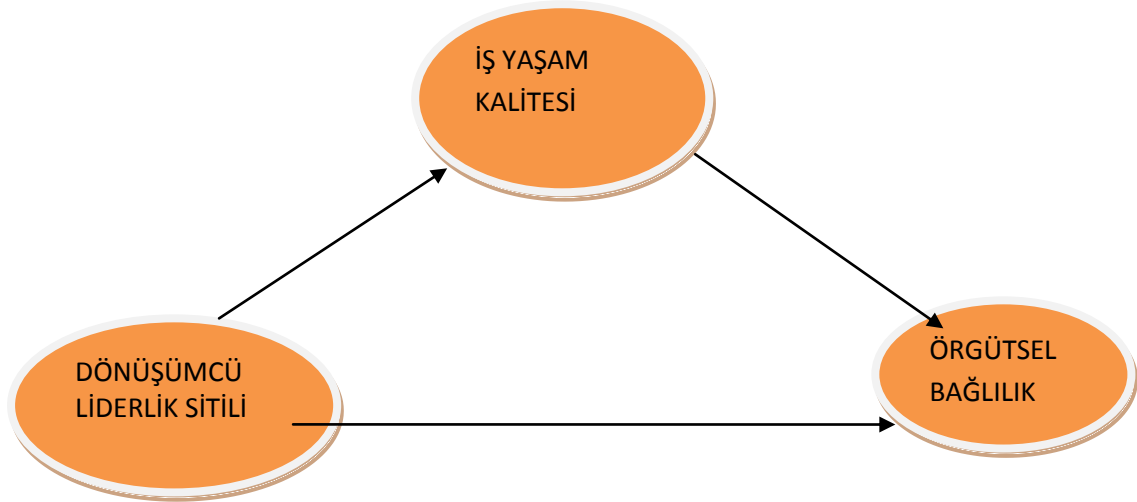 İŞ YAŞAM
KALİTESİ
DÖNÜŞÜMCÜ
LİDERLİK SİTİLİ
ÖRGÜTSEL
BAĞLILIK